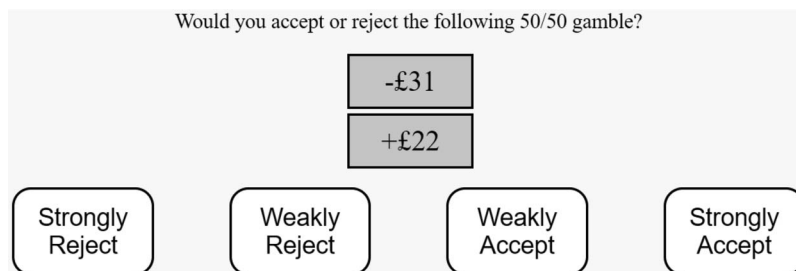 Would you accept or reject the following 50/50 gamble?
-£31
+£22
Strongly
Reject
Weakly
Reject
Weakly
Accept
Strongly
Accept